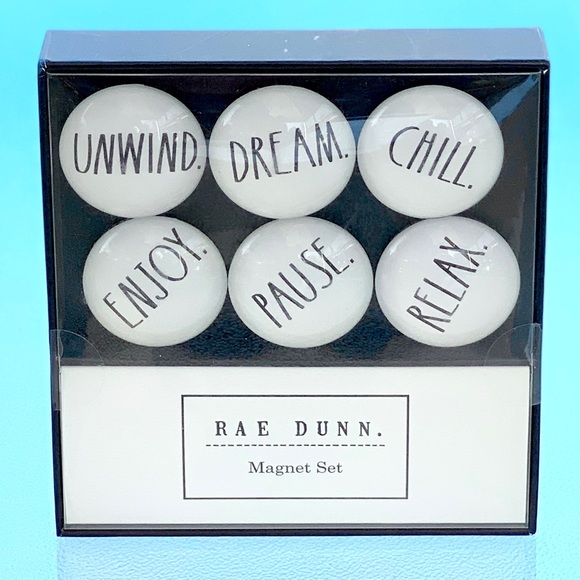 UNWIND.
DREAM.
CHILL.
ENJOY.
PAUSE.
RELAX.
RAE DUNN.
Magnet Set